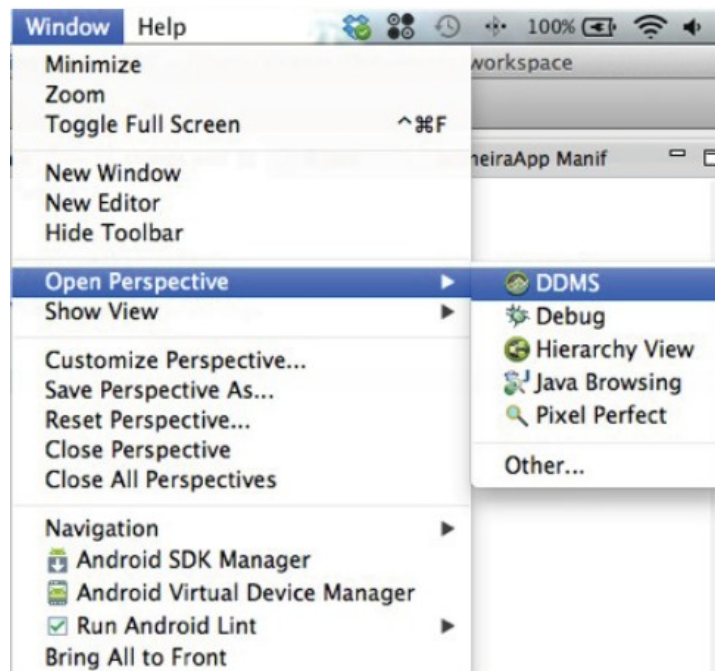 Window Help 100%
workspace
Minimize
Zoom
Toggle Full Screen ^⌘F
neiraApp Manif
New Window
New Editor
Hide Toolbar
Open Perspective
Show View
Customize Perspective...
Save Perspective As...
Reset Perspective...
Close Perspective
Close All Perspectives
Navigation
Android SDK Manager
Android Virtual Device Manager
Run Android Lint
Bring All to Front
DDMS
Debug
Hierarchy View
Java Browsing
Pixel Perfect
Other...